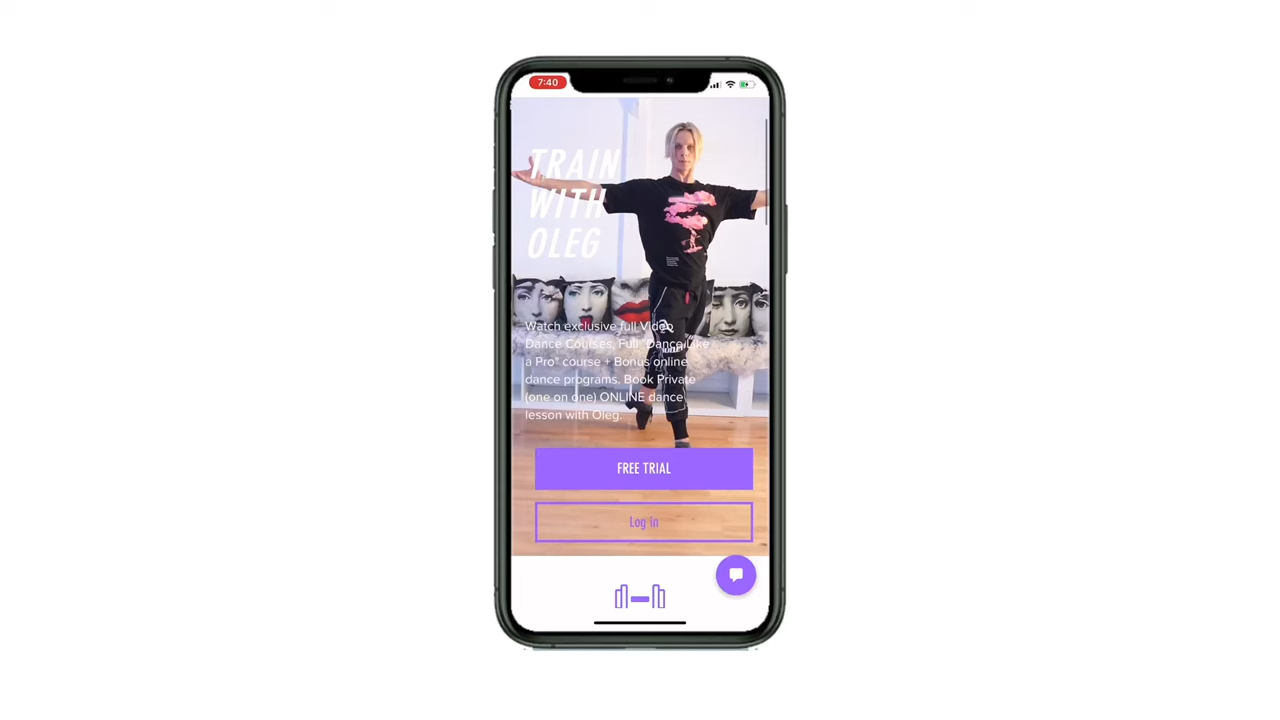 7:40
TRAIN
WITH
OLEG
Watch exclusive full Video
Dance Courses, Full "Dance Like
a Pro" course + Bonus online
dance programs. Book Private
(one on one) ONLINE dance
lesson with Oleg.
FREE TRIAL
Log in